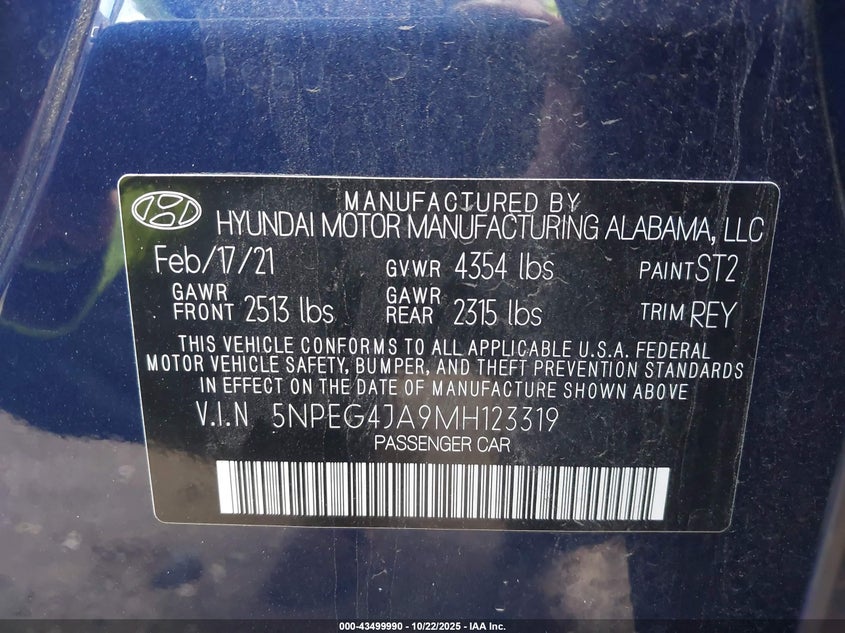 MANUFACTURED BY
HYUNDAI MOTOR MANUFACTURING ALABAMA, LLC
Feb/17/21 GVWR 4354 lbs PAINT ST2
GAWR FRONT 2513 lbs GAWR REAR 2315 lbs TRIM REY
THIS VEHICLE CONFORMS TO ALL APPLICABLE U.S.A. FEDERAL
MOTOR VEHICLE SAFETY, BUMPER, AND THEFT PREVENTION STANDARDS
IN EFFECT ON THE DATE OF MANUFACTURE SHOWN ABOVE
V.I.N 5NPEG4JA9MH123319
PASSENGER CAR
000-43499990 - 10/22/2025 - IAA Inc.